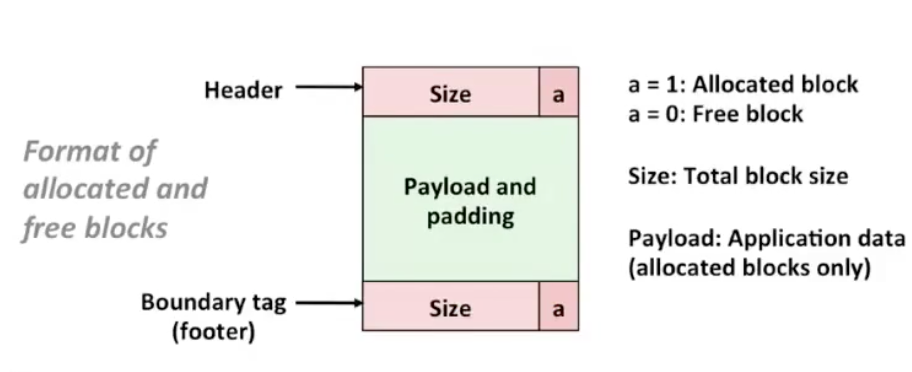 Header
Size
a
a = 1: Allocated block
a = 0: Free block
Format of
allocated and
free blocks
Payload and
padding
Size: Total block size
Payload: Application data
(allocated blocks only)
Boundary tag
(footer)
Size
a